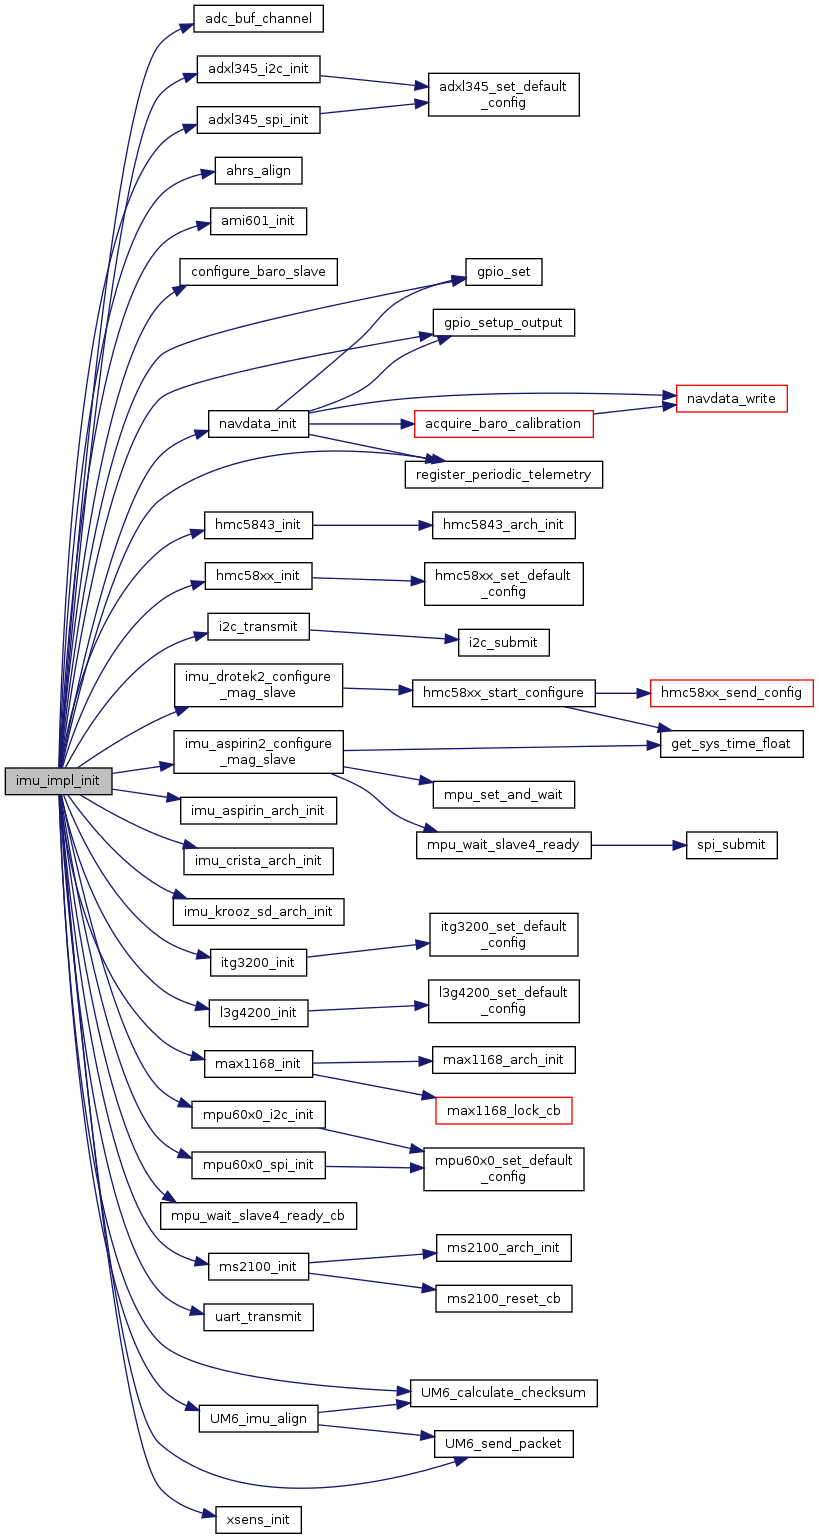 adc_buf_channel
adxl345_i2c_init
adxl345_set_default
_config
adxl345_spi_init
ahrs_align
ami601_init
configure_baro_slave
gpio_set
gpio_setup_output
navdata_write
navdata_init
acquire_baro_calibration
register_periodic_telemetry
hmc5843_init
hmc5843_arch_init
hmc58xx_init
hmc58xx_set_default
_config
i2c_transmit
i2c_submit
imu_drotek2_configure
_mag_slave
hmc58xx_start_configure
hmc58xx_send_config
imu_aspirin2_configure
_mag_slave
get_sys_time_float
imu_impl_init
mpu_set_and_wait
imu_aspirin_arch_init
mpu_wait_slave4_ready
spi_submit
imu_crista_arch_init
imu_krooz_sd_arch_init
itg3200_set_default
_config
itg3200_init
l3g4200_set_default
_config
l3g4200_init
max1168_init
max1168_arch_init
max1168_lock_cb
mpu60x0_i2c_init
mpu60x0_set_default
_config
mpu60x0_spi_init
mpu_wait_slave4_ready_cb
ms2100_arch_init
ms2100_init
ms2100_reset_cb
uart_transmit
UM6_calculate_checksum
UM6_imu_align
UM6_send_packet
xsens_init